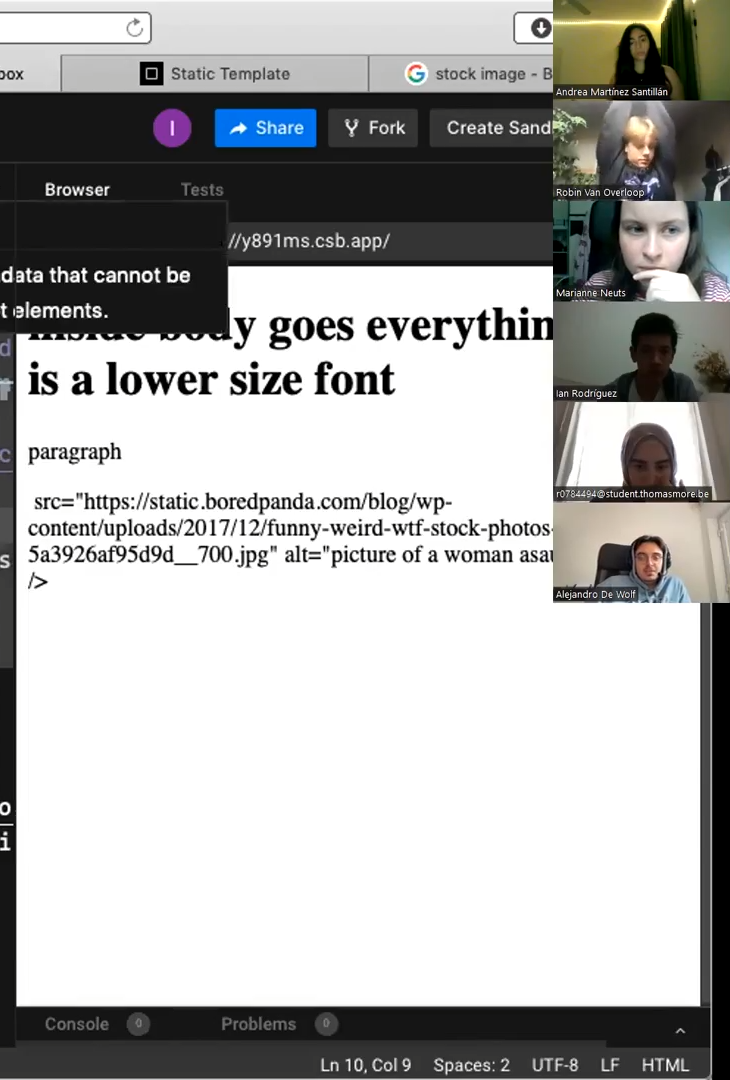 box
Static Template
stock image - B
I
Share
Fork
Create Sand
Browser
Tests
//y891ms.csb.app/
data that cannot be
t elements.
inside body goes everythin
is a lower size font
paragraph
src="https://static.boredpanda.com/blog/wp-
content/uploads/2017/12/funny-weird-wtf-stock-photos-
5a3926af95d9d__700.jpg" alt="picture of a woman asau
/>
d
c
s
o
i
Console 0
Problems 0
Ln 10, Col 9
Spaces: 2
UTF-8
LF
HTML
Andrea Martínez Santillán
Robin Van Overloop
Marianne Neuts
Ian Rodríguez
r0784494@student.thomasmore.be
Alejandro De Wolf